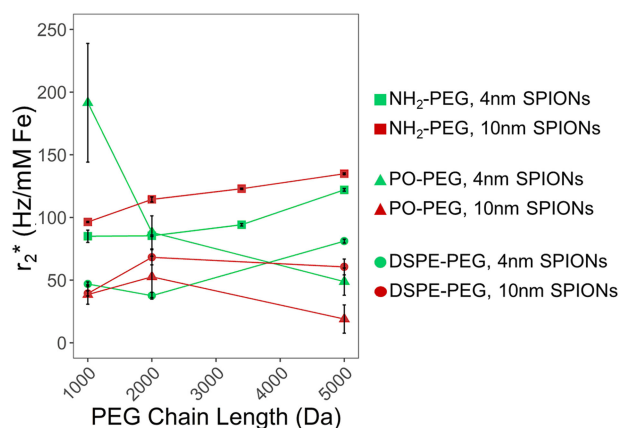 250
200
150
100
50
0
r₂* (Hz/mM Fe)
1000
2000
3000
4000
5000
PEG Chain Length (Da)
NH₂-PEG, 4nm SPIONs
NH₂-PEG, 10nm SPIONs
PO-PEG, 4nm SPIONs
PO-PEG, 10nm SPIONs
DSPE-PEG, 4nm SPIONs
DSPE-PEG, 10nm SPIONs